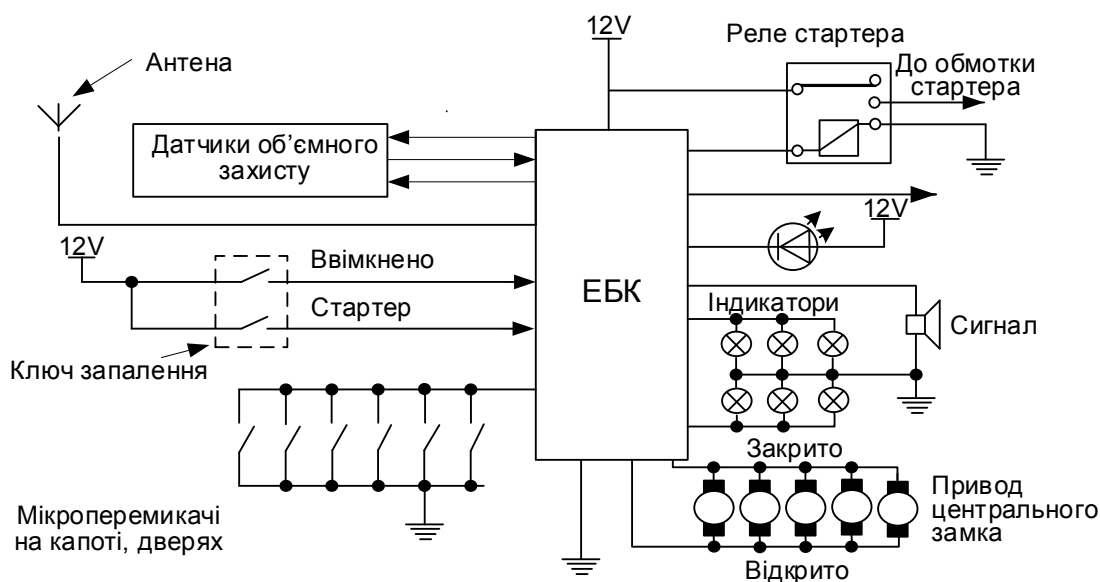 12V
Реле стартера
Антена
До обмотки
стартера
Датчики об’ємного
захисту
12V
12V
Ввімкнено
ЕБК
Індикатори
Стартер
Сигнал
Ключ запалення
Закрито
Привод
центрального
замка
Мікроперемикачі
на капоті, дверях
Відкрито